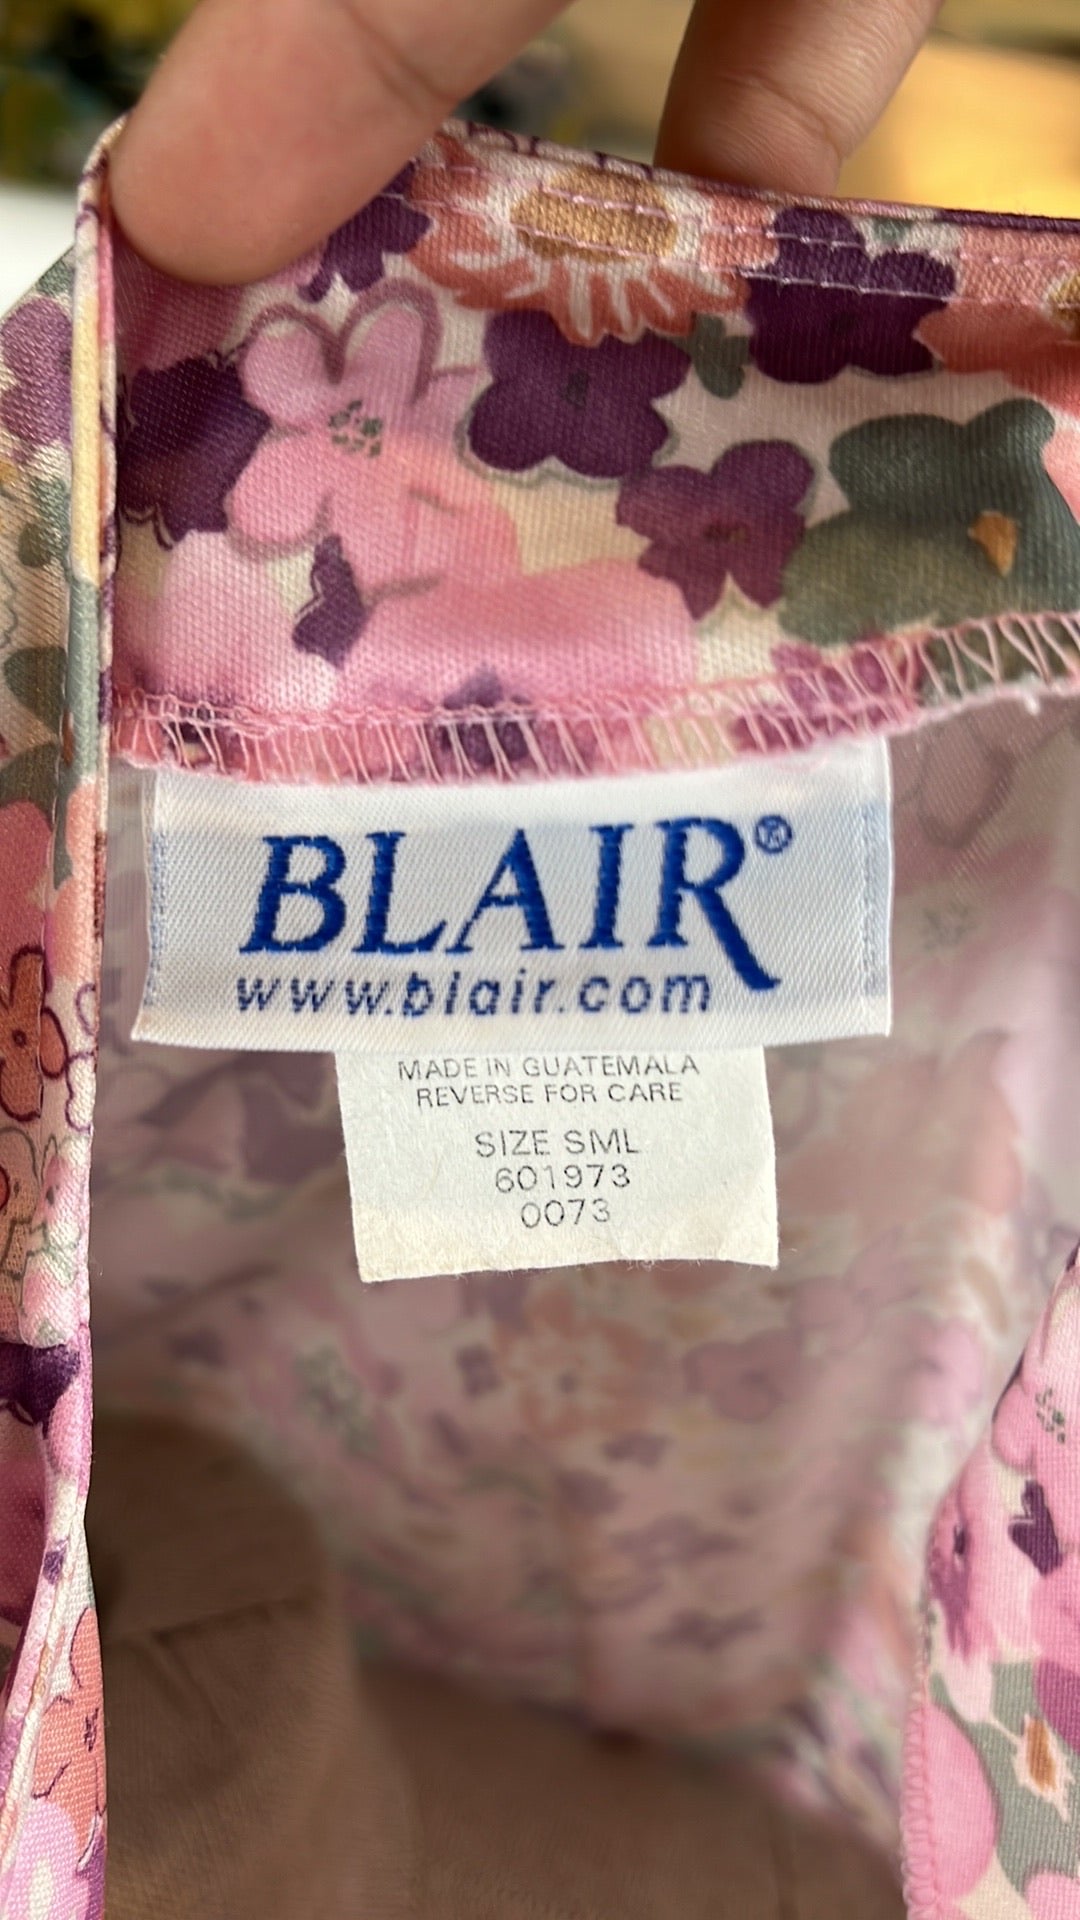 BLAIR®
www.blair.com
MADE IN GUATEMALA
REVERSE FOR CARE
SIZE SML
601973
0073